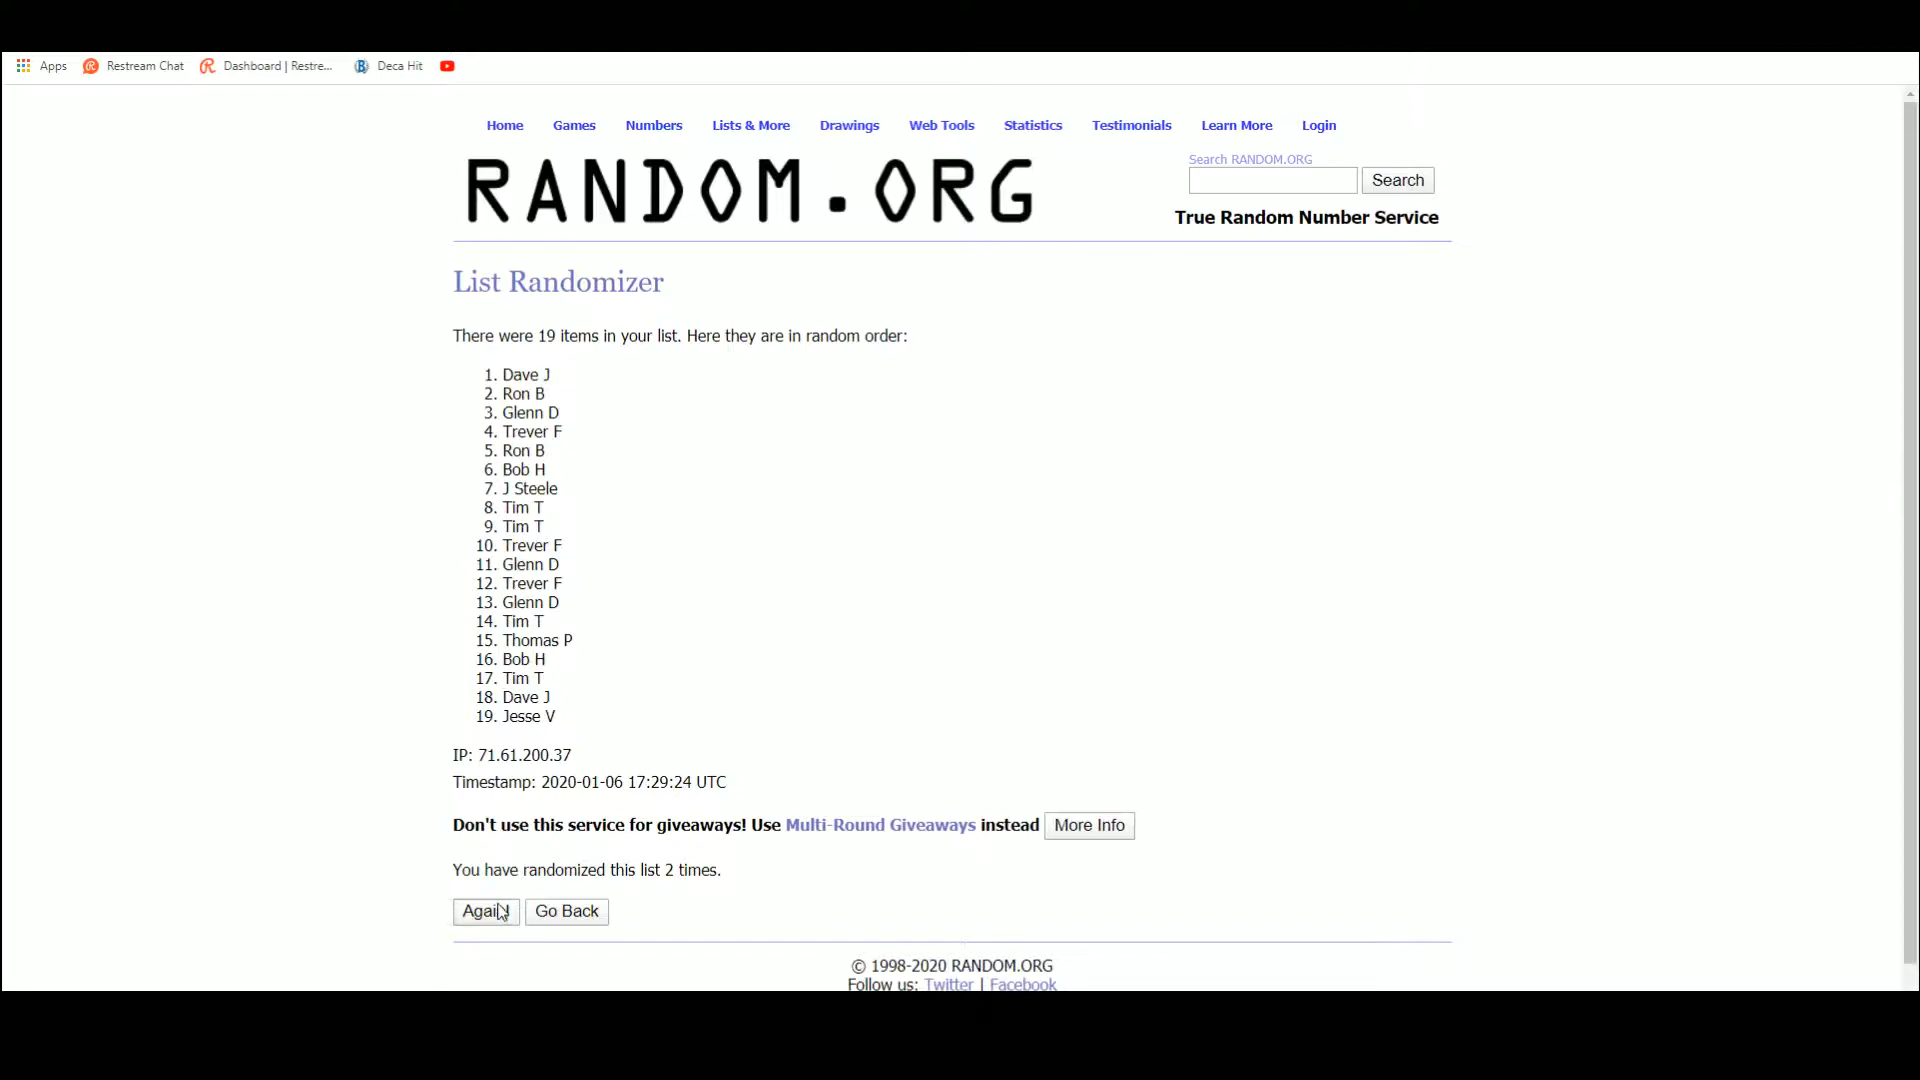 Apps Restream Chat Dashboard | Restre... Deca Hit
Home Games Numbers Lists & More Drawings Web Tools Statistics Testimonials Learn More Login
RANDOM.ORG
Search RANDOM.ORG
Search
True Random Number Service
List Randomizer
There were 19 items in your list. Here they are in random order:
1. Dave J
2. Ron B
3. Glenn D
4. Trever F
5. Ron B
6. Bob H
7. J Steele
8. Tim T
9. Tim T
10. Trever F
11. Glenn D
12. Trever F
13. Glenn D
14. Tim T
15. Thomas P
16. Bob H
17. Tim T
18. Dave J
19. Jesse V
IP: 71.61.200.37
Timestamp: 2020-01-06 17:29:24 UTC
Don't use this service for giveaways! Use Multi-Round Giveaways instead More Info
You have randomized this list 2 times.
Again! Go Back
© 1998-2020 RANDOM.ORG
Follow us: Twitter | Facebook